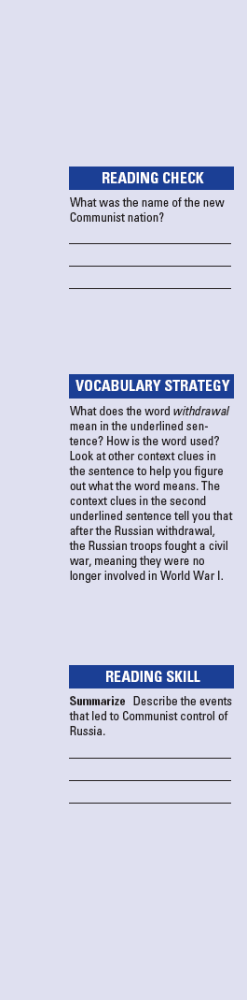 READING CHECK
What was the name of the new
Communist nation?
VOCABULARY STRATEGY
What does the word withdrawal
mean in the underlined sen-
tence? How is the word used?
Look at other context clues in
the sentence to help you figure
out what the word means. The
context clues in the second
underlined sentence tell you that
after the Russian withdrawal,
the Russian troops fought a civil
war, meaning they were no
longer involved in World War I.
READING SKILL
Summarize Describe the events
that led to Communist control of
Russia.